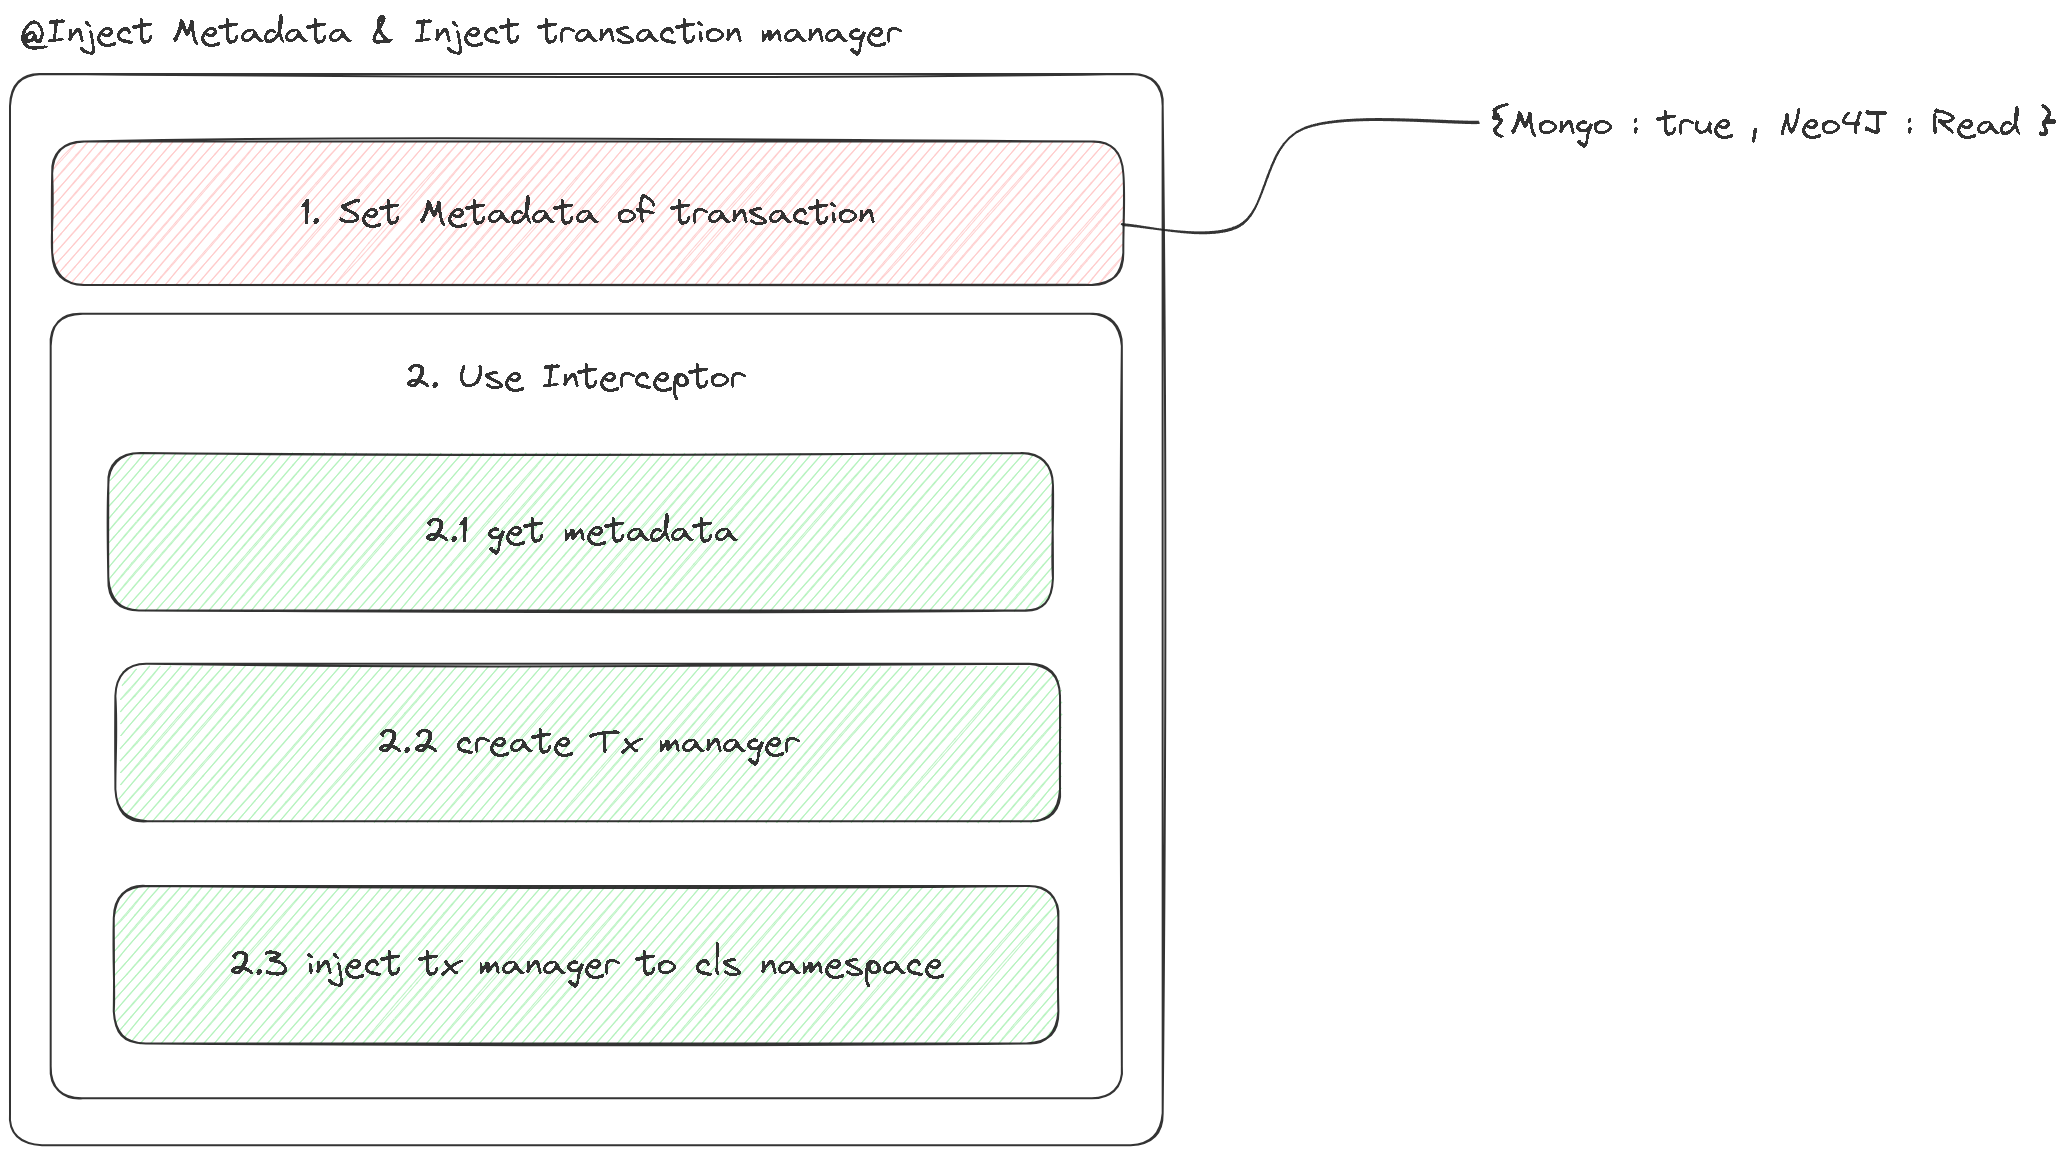 @Inject Metadata & Inject transaction manager
{Mongo : true , Neo4J : Read }
1. Set Metadata of transaction
2. Use Interceptor
2.1 get metadata
2.2 create Tx manager
2.3 inject tx manager to cls namespace